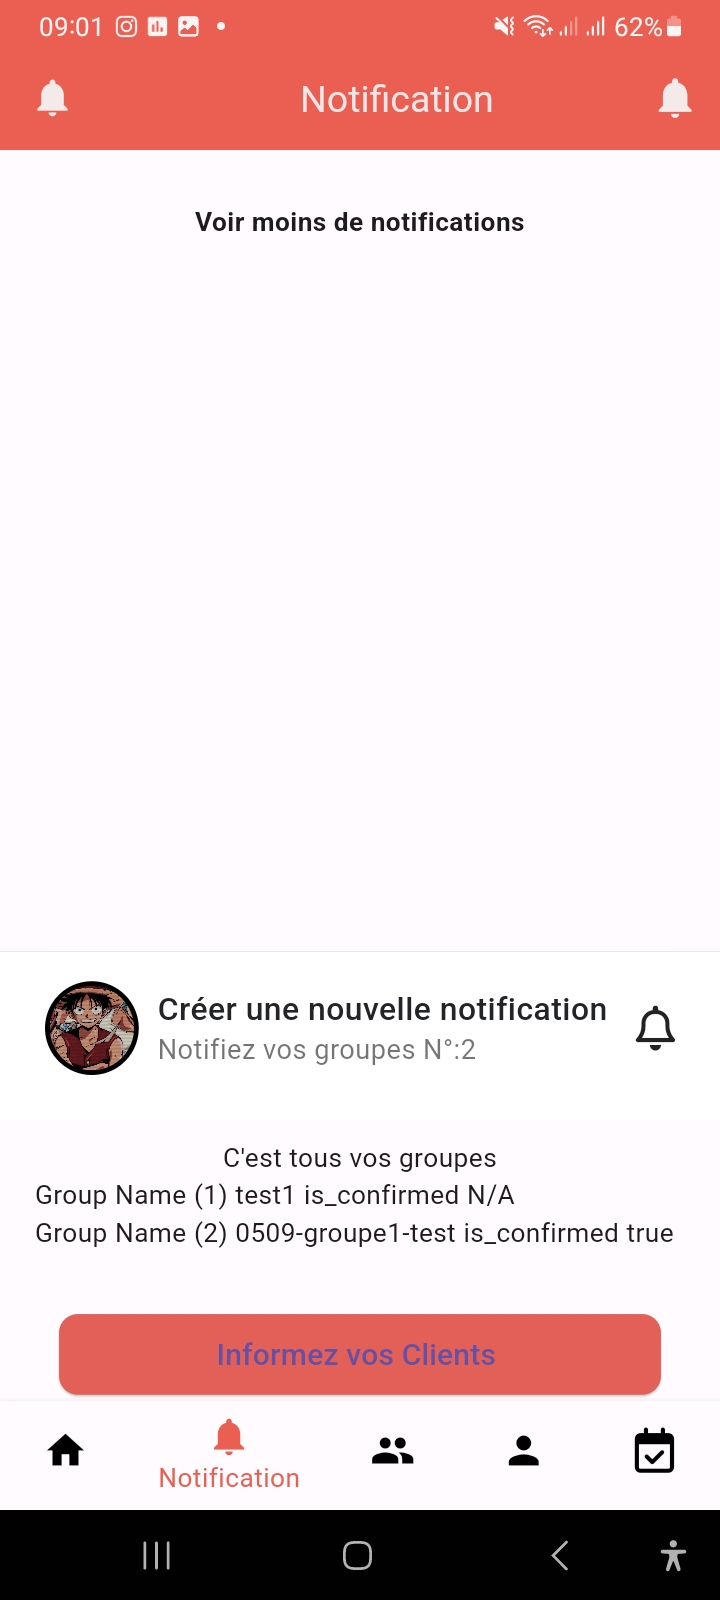 09:01
62%
Notification
Voir moins de notifications
Créer une nouvelle notification
Notifiez vos groupes N°:2
C'est tous vos groupes
Group Name (1) test1 is_confirmed N/A
Group Name (2) 0509-groupe1-test is_confirmed true
Informez vos Clients
Notification